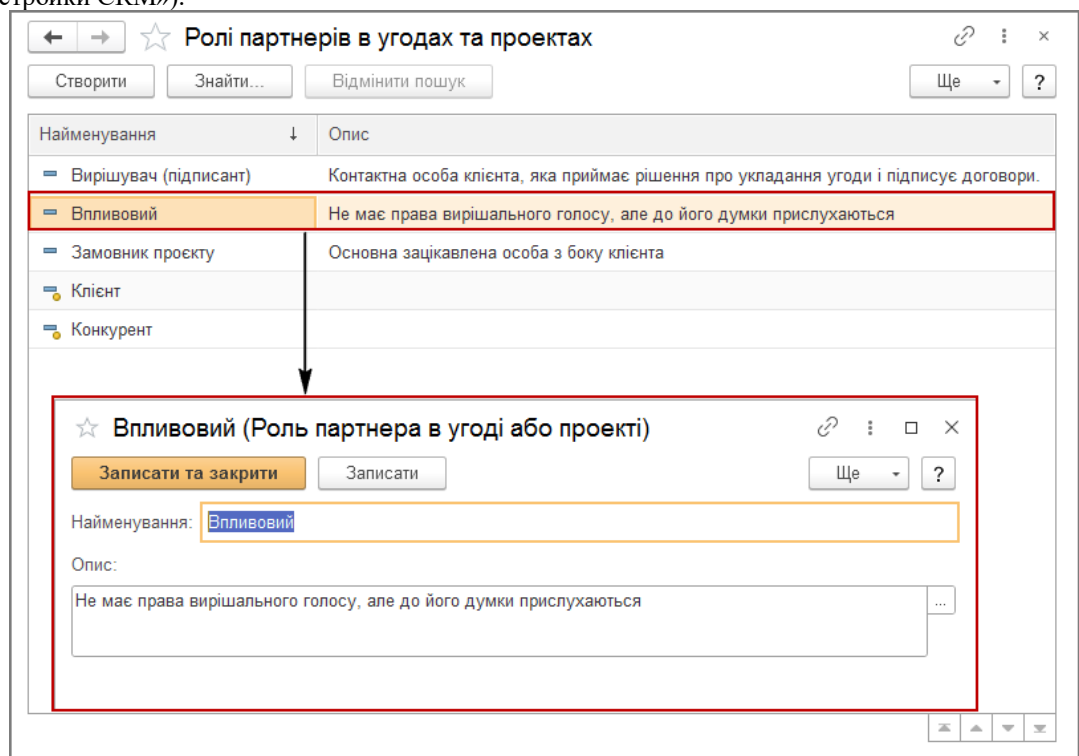 стройки CRM»).
Ролі партнерів в угодах та проектах
Створити Знайти... Відмінити пошук Ще ?
Найменування ↓ Опис
Вирішувач (підписант) Контактна особа клієнта, яка приймає рішення про укладання угоди і підписує договори.
Впливовий Не має права вирішального голосу, але до його думки прислухаються
Замовник проєкту Основна зацікавлена особа з боку клієнта
Клієнт
Конкурент
Впливовий (Роль партнера в угоді або проекті)
Записати та закрити Записати Ще ?
Найменування: Впливовий
Опис:
Не має права вирішального голосу, але до його думки прислухаються ...